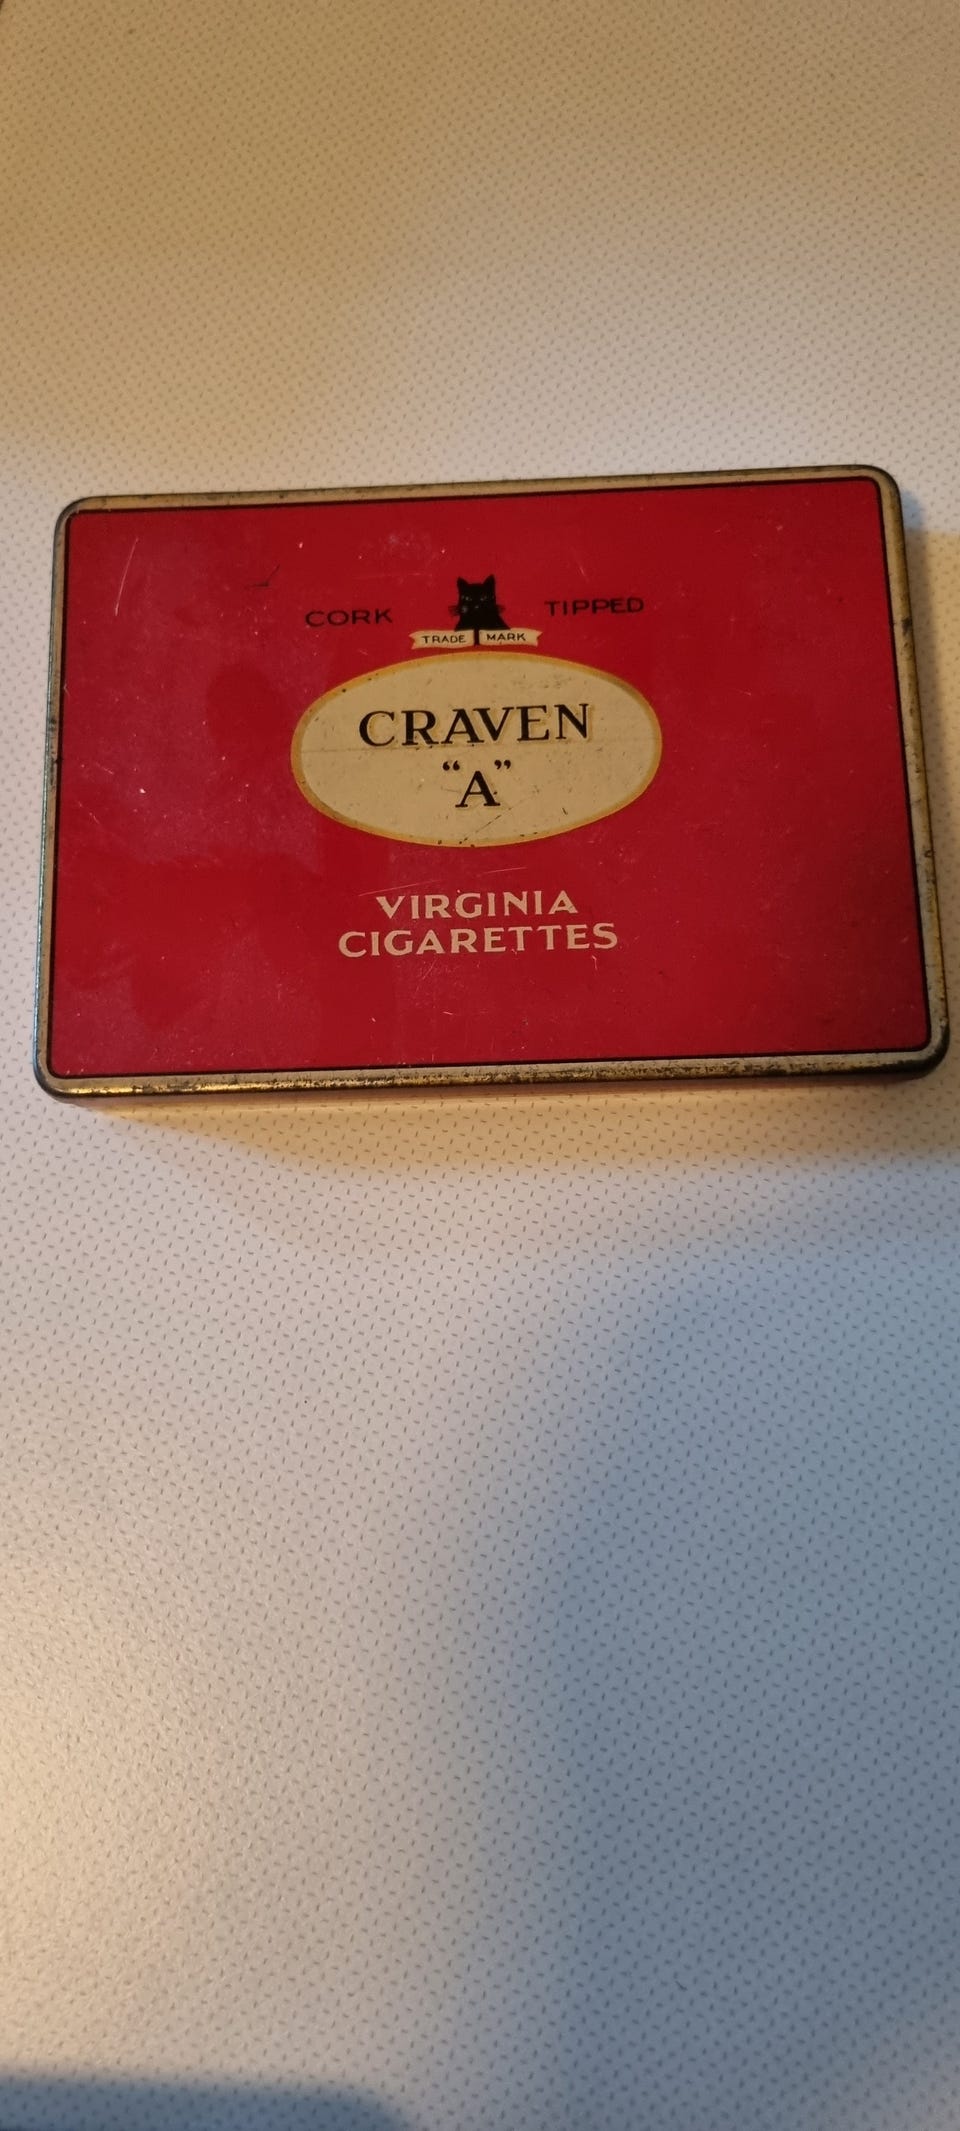 CORK TIPPED
TRADE MARK
CRAVEN
“A”
VIRGINIA
CIGARETTES